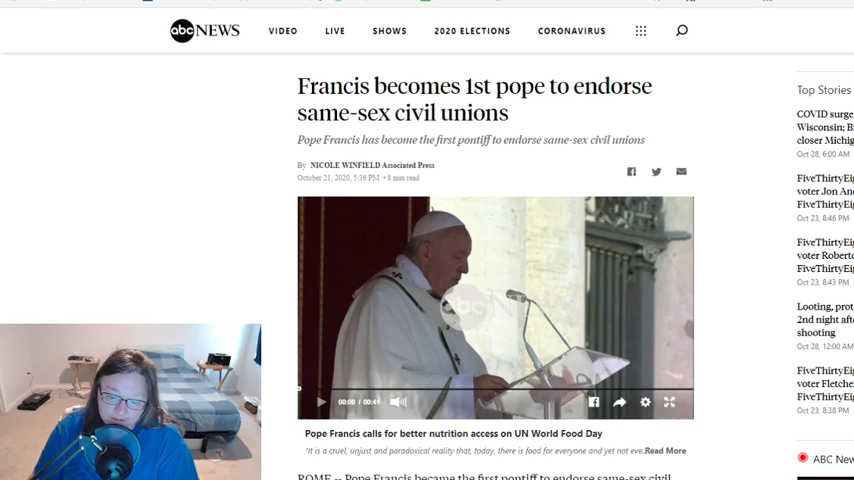 abc NEWS
VIDEO
LIVE
SHOWS
2020 ELECTIONS
CORONAVIRUS
Francis becomes 1st pope to endorse
same-sex civil unions
Pope Francis has become the first pontiff to endorse same-sex civil unions
By NICOLE WINFIELD Associated Press
October 21, 2020, 5:36 PM • 8 min read
abc
00:00 / 00:41
Pope Francis calls for better nutrition access on UN World Food Day
"It is a cruel, unjust and paradoxical reality that, today, there is food for everyone and yet not eve..Read More
ROME -- Pope Francis became the first pontiff to endorse same-sex civil
Top Stories
COVID surge
Wisconsin; B
closer Michig
Oct 28, 6:00 AM
FiveThirtyEig
voter Jon And
FiveThirtyEig
Oct 23, 8:46 PM
FiveThirtyEig
voter Roberto
FiveThirtyEig
Oct 23, 8:43 PM
Looting, prot
2nd night afte
shooting
Oct 28, 12:00 AM
FiveThirtyEig
voter Fletche
FiveThirtyEig
Oct 23, 8:38 PM
ABC New